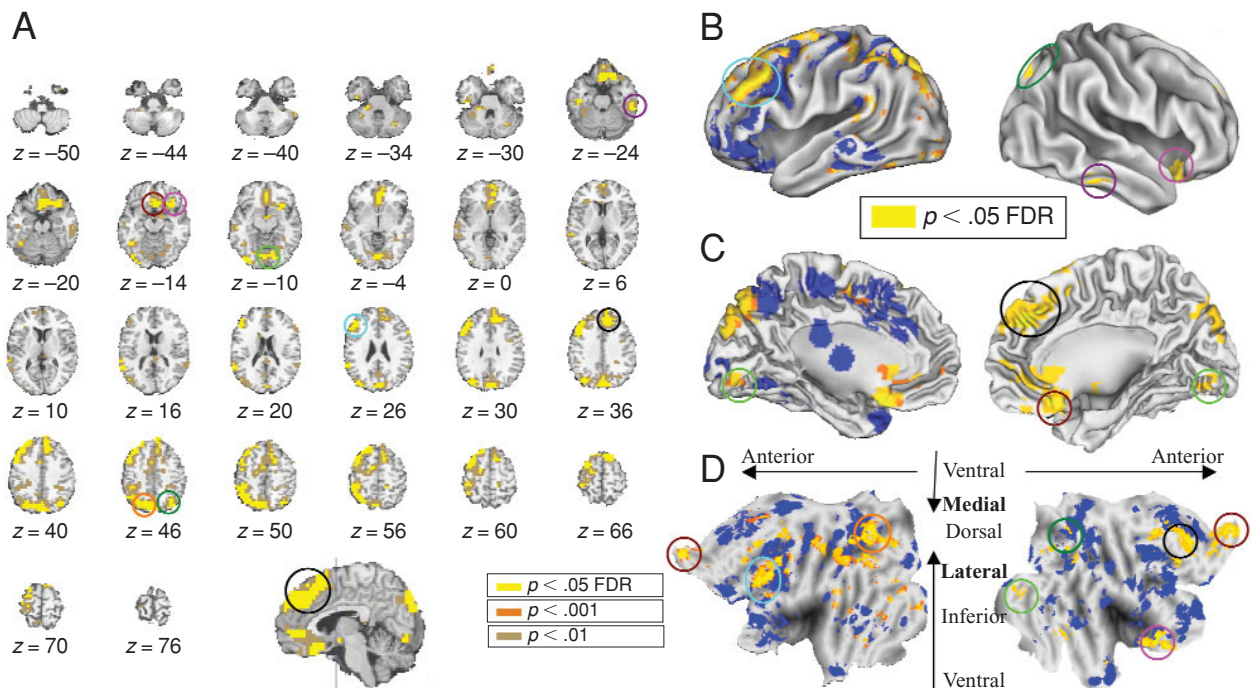 A
z = –50 z = –44 z = –40 z = –34 z = –30 z = –24
z = –20 z = –14 z = –10 z = –4 z = 0 z = 6
z = 10 z = 16 z = 20 z = 26 z = 30 z = 36
z = 40 z = 46 z = 50 z = 56 z = 60 z = 66
z = 70 z = 76
p < .05 FDR
p < .001
p < .01
B
p < .05 FDR
C
D
Anterior Ventral Anterior
Medial
Dorsal
Lateral
Inferior
Ventral